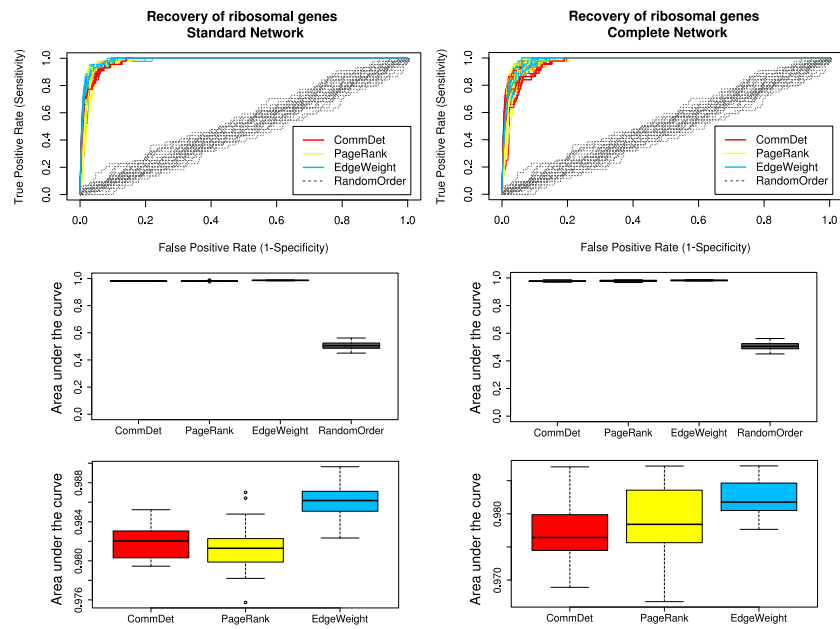 Recovery of ribosomal genes
Standard Network
True Positive Rate (Sensitivity)
1.0
0.8
0.6
0.4
0.2
0.0
CommDet
PageRank
EdgeWeight
RandomOrder
0.0 0.2 0.4 0.6 0.8 1.0
False Positive Rate (1-Specificity)
Recovery of ribosomal genes
Complete Network
True Positive Rate (Sensitivity)
1.0
0.8
0.6
0.4
0.2
0.0
CommDet
PageRank
EdgeWeight
RandomOrder
0.0 0.2 0.4 0.6 0.8 1.0
False Positive Rate (1-Specificity)
Area under the curve
1.0
0.8
0.6
0.4
0.2
0.0
CommDet PageRank EdgeWeight RandomOrder
Area under the curve
1.0
0.8
0.6
0.4
0.2
0.0
CommDet PageRank EdgeWeight RandomOrder
Area under the curve
0.988
0.984
0.980
0.976
CommDet PageRank EdgeWeight
Area under the curve
0.980
0.970
CommDet PageRank EdgeWeight